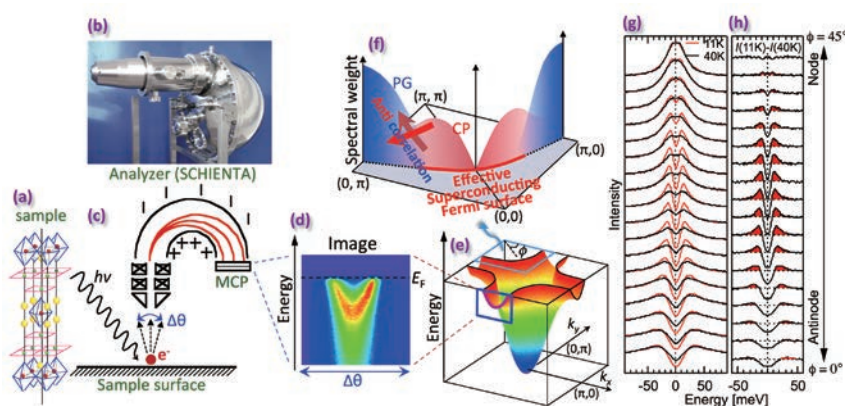 (b)
Analyzer (SCHIENTA)
(a)
sample
(c)
hν
Δθ
e-
Sample surface
MCP
(d)
Image
Energy
E_F
Δθ
(f)
Spectral weight
PG
(π, π)
CP
Anti correlation
(0, π)
(π,0)
Effective
Superconducting
Fermi surface
(0,0)
(e)
ϕ
Energy
k_y
(0,π)
k_x
(π,0)
(g)
11K
40K
Intensity
-50 0 50
(h)
I(11K)-I(40K)
-50 0 50
Energy [meV]
ϕ = 45°
Node
Antinode
ϕ = 0°